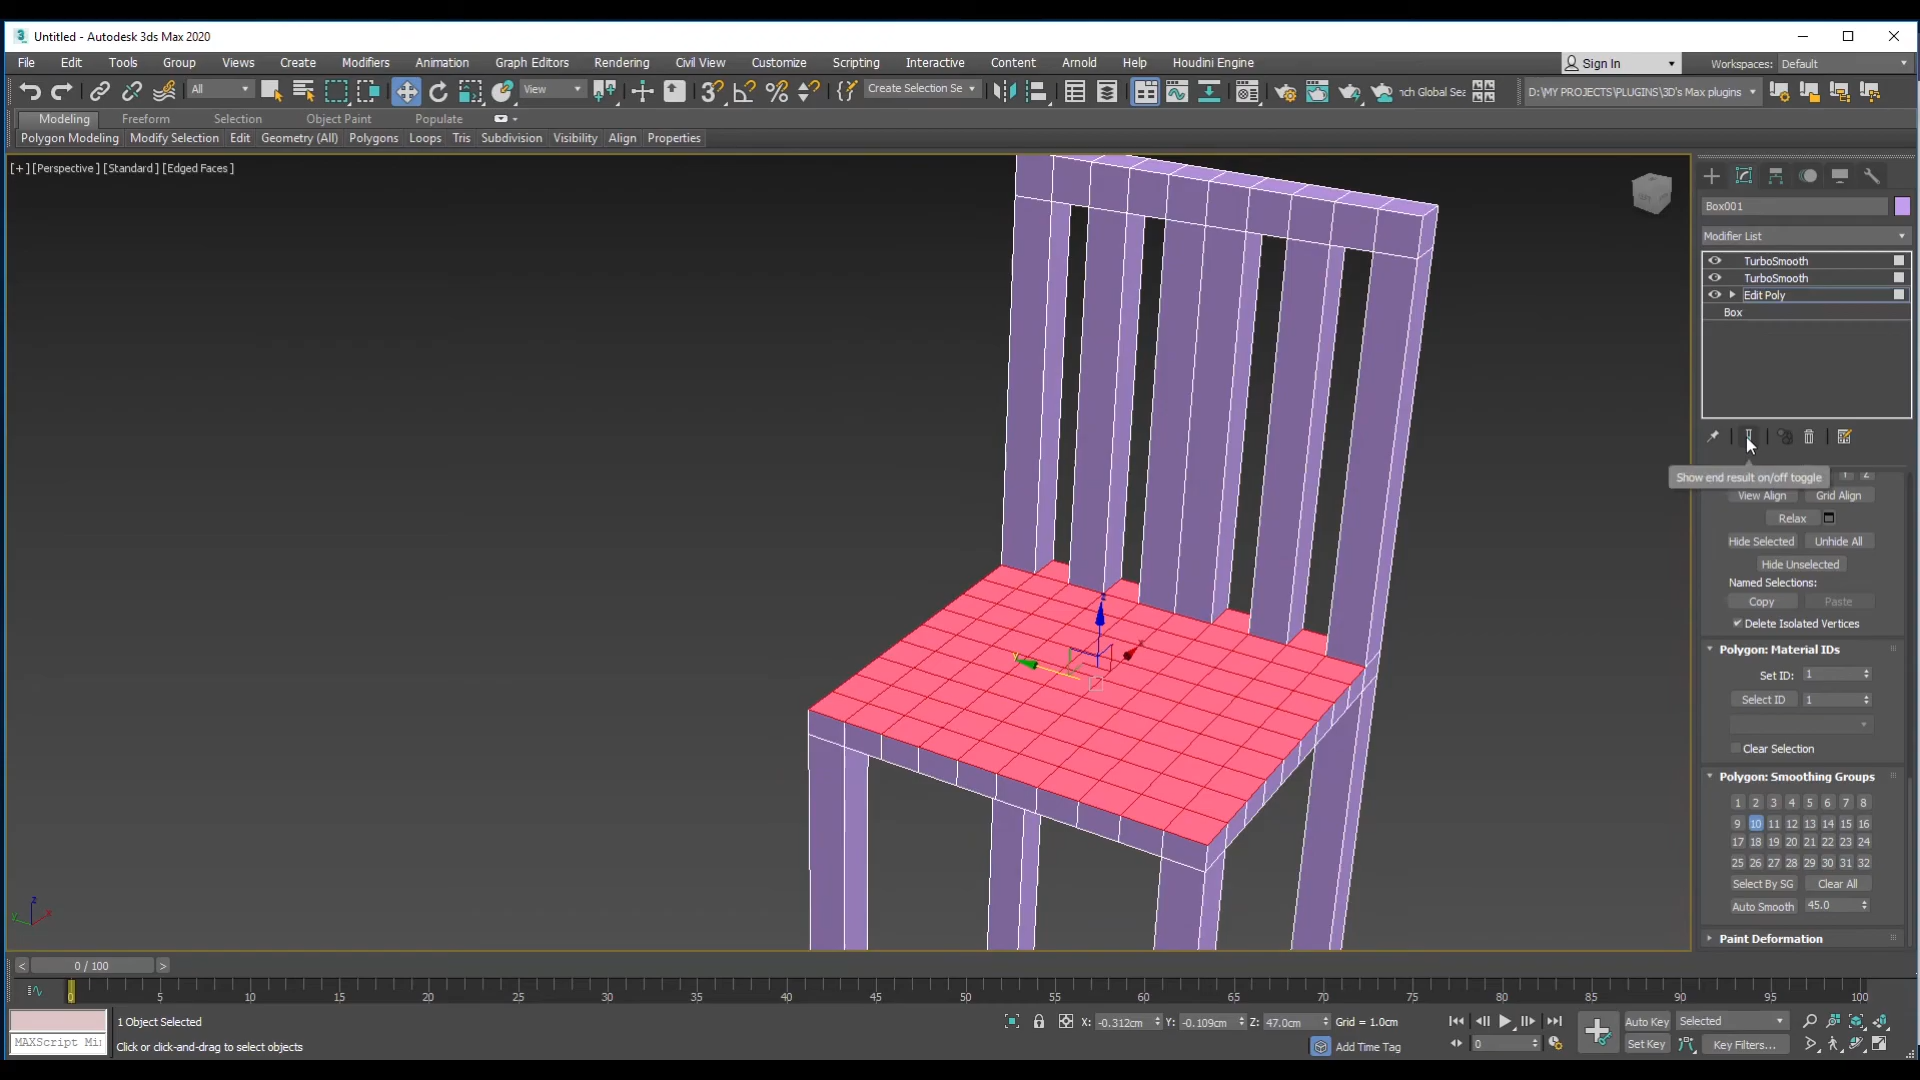 Untitled - Autodesk 3ds Max 2020
File Edit Tools Group Views Create Modifiers Animation Graph Editors Rendering Civil View Customize Scripting Interactive Content Arnold Help Houdini Engine Sign In Workspaces: Default
All View Create Selection Se ch Global Sea D:\MY PROJECTS\PLUGINS\3D's Max plugins
Modeling Freeform Selection Object Paint Populate
Polygon Modeling Modify Selection Edit Geometry (All) Polygons Loops Tris Subdivision Visibility Align Properties
[+] [Perspective] [Standard] [Edged Faces]
Box001
Modifier List
TurboSmooth
TurboSmooth
Edit Poly
Box
Show end result on/off toggle
View Align Grid Align
Relax
Hide Selected Unhide All
Hide Unselected
Named Selections:
Copy Paste
Delete Isolated Vertices
Polygon: Material IDs
Set ID: 1
Select ID 1
Clear Selection
Polygon: Smoothing Groups
1 2 3 4 5 6 7 8
9 10 11 12 13 14 15 16
17 18 19 20 21 22 23 24
25 26 27 28 29 30 31 32
Select By SG Clear All
Auto Smooth 45.0
Paint Deformation
z
y x
< 0 / 100 >
0 5 10 15 20 25 30 35 40 45 50 55 60 65 70 75 80 85 90 95 100
1 Object Selected X: -0.312cm Y: -0.109cm Z: 47.0cm Grid = 1.0cm Auto Key Selected
MAXScript Mi Click or click-and-drag to select objects Add Time Tag 0 Set Key Key Filters...